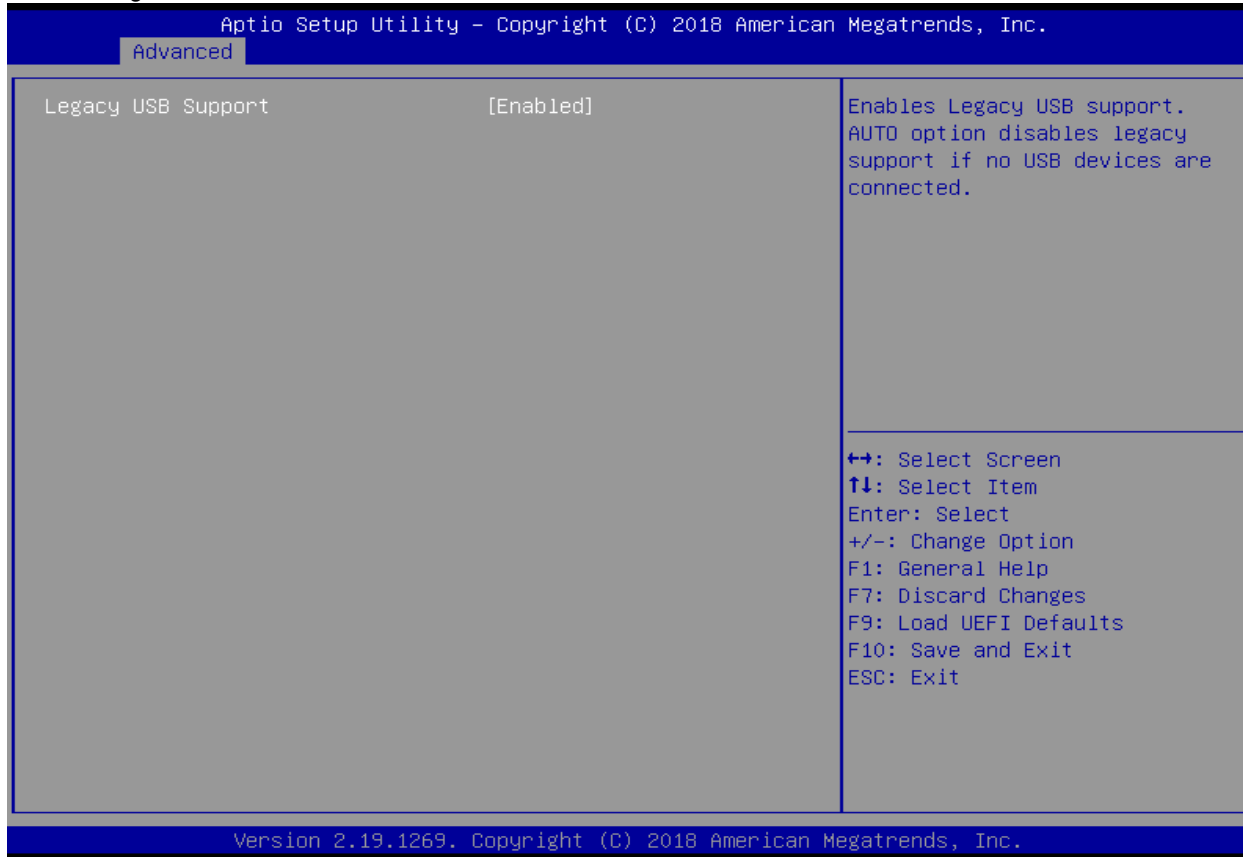 Aptio Setup Utility – Copyright (C) 2018 American Megatrends, Inc.
Advanced
Legacy USB Support [Enabled]
Enables Legacy USB support.
AUTO option disables legacy
support if no USB devices are
connected.
↔: Select Screen
↑↓: Select Item
Enter: Select
+/-: Change Option
F1: General Help
F7: Discard Changes
F9: Load UEFI Defaults
F10: Save and Exit
ESC: Exit
Version 2.19.1269. Copyright (C) 2018 American Megatrends, Inc.